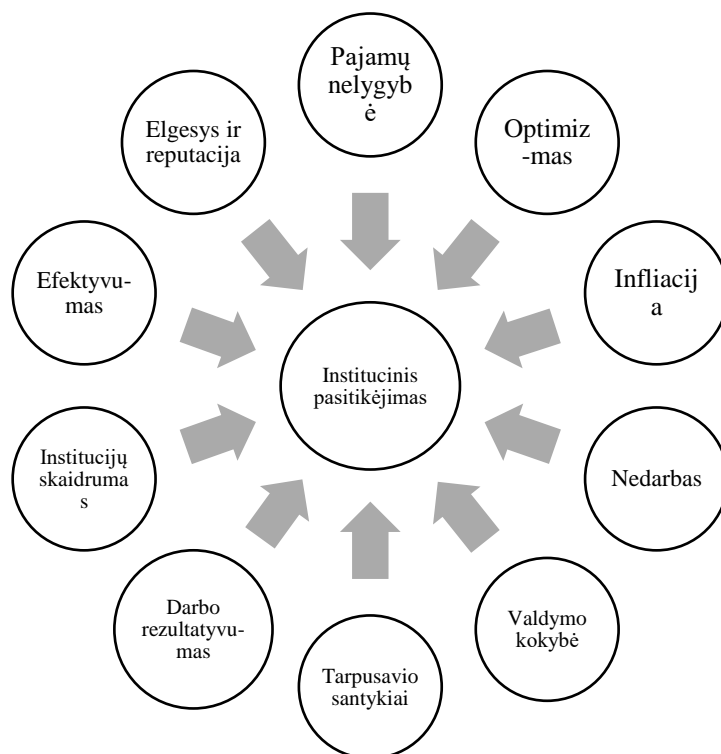 Pajamų
nelygyb
ė
Optimiz
-mas
Infliacij
a
Nedarbas
Valdymo
kokybė
Tarpusavio
santykiai
Darbo
rezultatyvu-
mas
Institucijų
skaidruma
s
Efektyvu-
mas
Elgesys ir
reputacija
Institucinis
pasitikėjimas